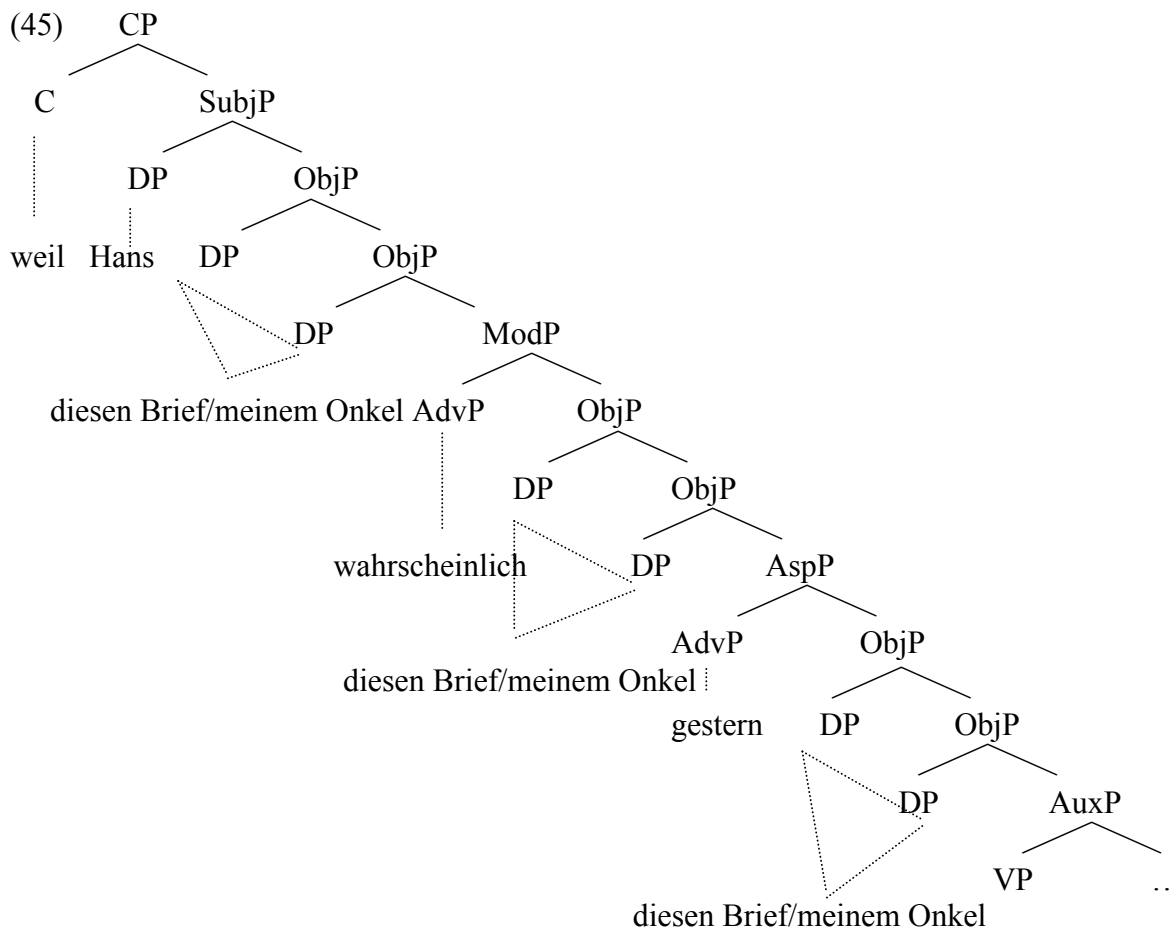 (45) CP
C SubjP
DP ObjP
weil Hans DP ObjP
DP ModP
diesen Brief/meinem Onkel AdvP ObjP
DP ObjP
wahrscheinlich DP AspP
AdvP ObjP
diesen Brief/meinem Onkel
gestern DP ObjP
DP AuxP
VP ..
diesen Brief/meinem Onkel